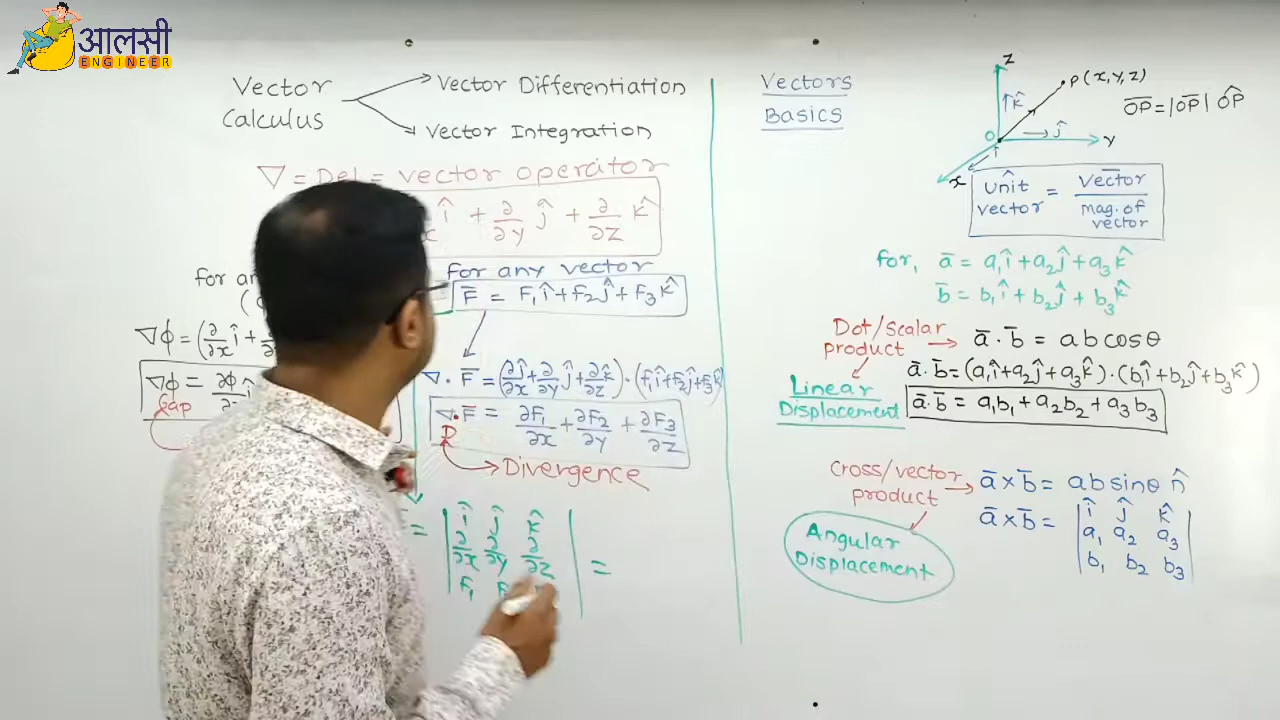 आलसी
ENGINEER
Vector
Calculus
Vector Differentiation
Vector Integration
∇ = Del = vector operator
î + ∂/∂y ĵ + ∂/∂z k̂
for any vector
F̄ = F₁î + F₂ĵ + F₃k̂
∇ϕ = (∂/∂x î +
∇ϕ = ∂ϕ
Gap
∇·F̄ = (∂î/∂x + ∂/∂y ĵ + ∂/∂z k̂)·(f₁î + f₂ĵ + f₃k̂)
∇·F̄ = ∂F₁/∂x + ∂F₂/∂y + ∂F₃/∂z
D
Divergence
= | î ĵ k̂ |
| ∂/∂x ∂/∂y ∂/∂z | =
| F₁
Vectors
Basics
Z
P(x,y,z)
OP̄ = |OP̄| OP̂
k̂
O
ĵ
Y
î
X
unit vector = vector / mag. of vector
for, ā = a₁î + a₂ĵ + a₃k̂
b̄ = b₁î + b₂ĵ + b₃k̂
Dot/Scalar
product
ā·b̄ = ab cosθ
ā·b̄ = (a₁î + a₂ĵ + a₃k̂)·(b₁î + b₂ĵ + b₃k̂)
Linear
Displacement
ā·b̄ = a₁b₁ + a₂b₂ + a₃b₃
Cross/vector
product
ā × b̄ = ab sinθ n̂
ā × b̄ = | î ĵ k̂ |
| a₁ a₂ a₃ |
| b₁ b₂ b₃ |
Angular
Displacement